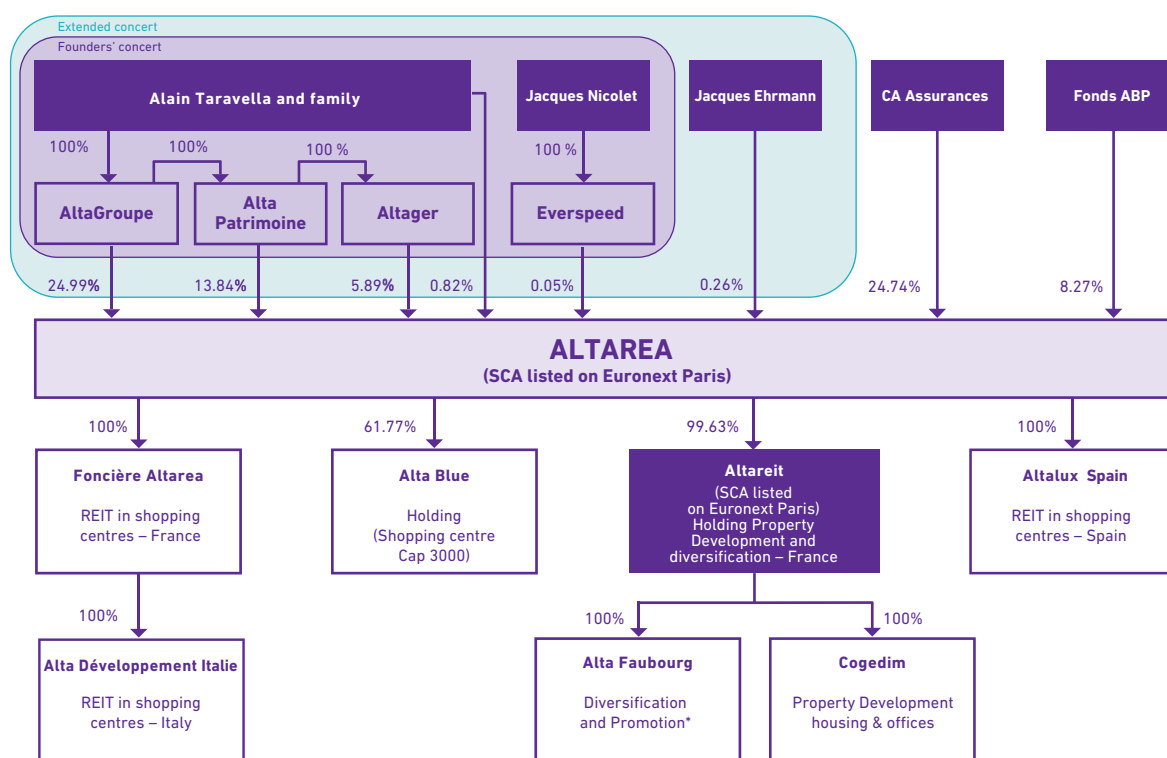 Extended concert
Founders' concert
Alain Taravella and family
Jacques Nicolet
Jacques Ehrmann
CA Assurances
Fonds ABP
100%
100%
100 %
100 %
AltaGroupe
Alta
Patrimoine
Altager
Everspeed
24.99%
13.84%
5.89%
0.82%
0.05%
0.26%
24.74%
8.27%
ALTAREA
(SCA listed on Euronext Paris)
100%
61.77%
99.63%
100%
Foncière Altarea
REIT in shopping
centres – France
Alta Blue
Holding
(Shopping centre
Cap 3000)
Altareit
(SCA listed
on Euronext Paris)
Holding Property
Development and
diversification – France
Altalux Spain
REIT in shopping
centres – Spain
100%
100%
100%
Alta Développement Italie
REIT in shopping
centres – Italy
Alta Faubourg
Diversification
and Promotion*
Cogedim
Property Development
housing & offices